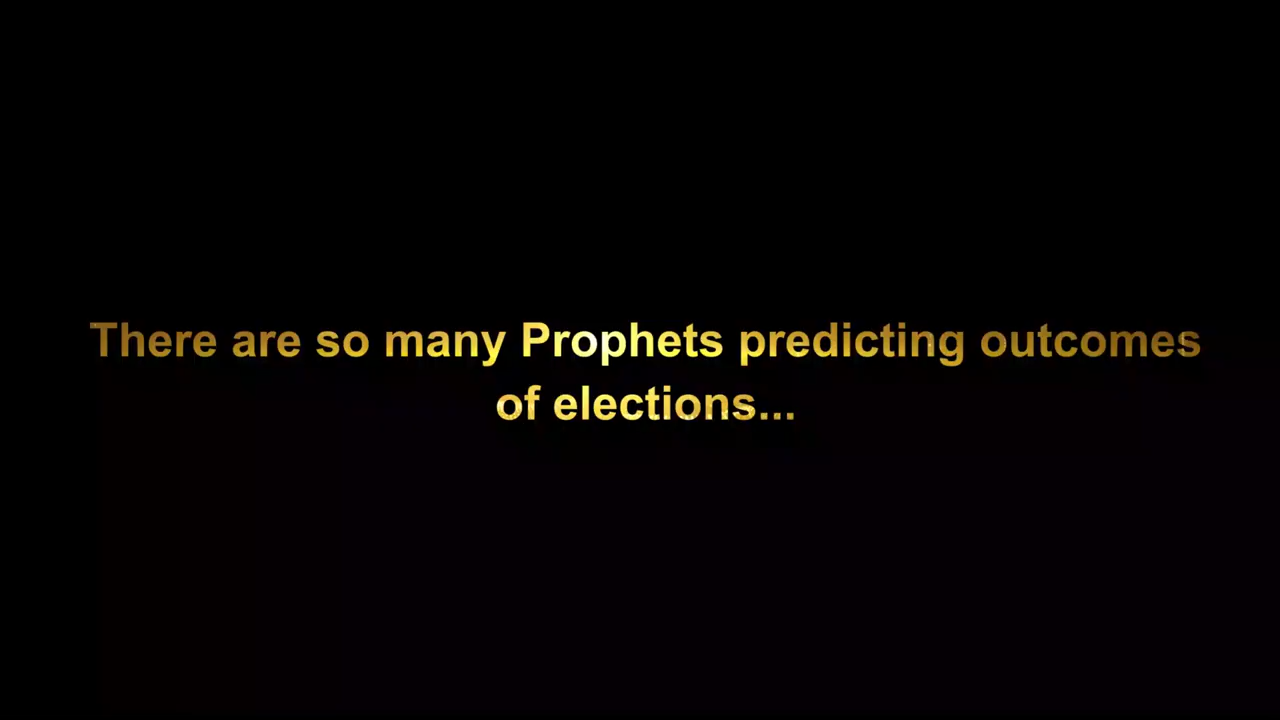 There are so many Prophets predicting outcomes
of elections...